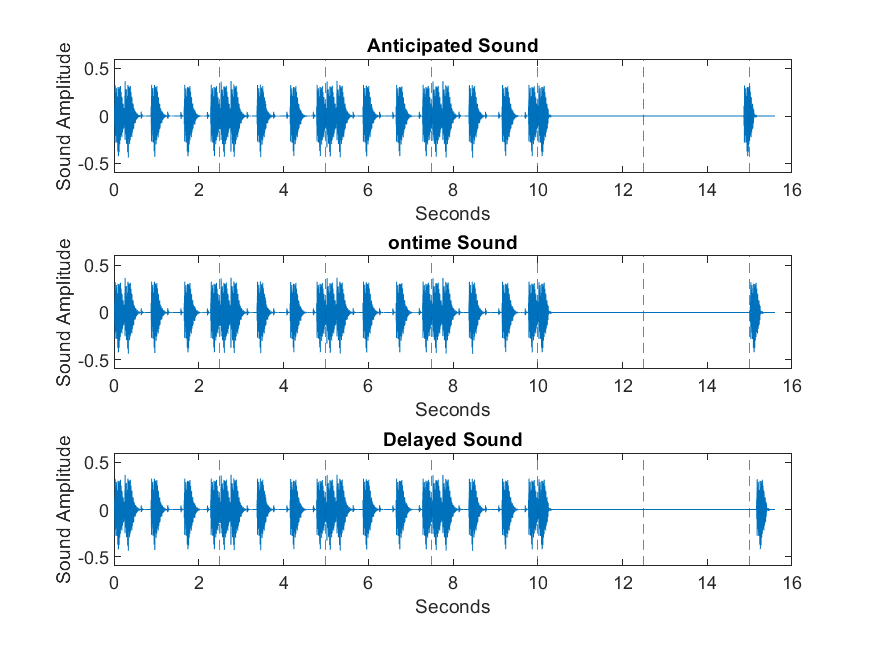 Anticipated Sound
Sound Amplitude
0.5
0
-0.5
0 2 4 6 8 10 12 14 16
Seconds
ontime Sound
Sound Amplitude
0.5
0
-0.5
0 2 4 6 8 10 12 14 16
Seconds
Delayed Sound
Sound Amplitude
0.5
0
-0.5
0 2 4 6 8 10 12 14 16
Seconds